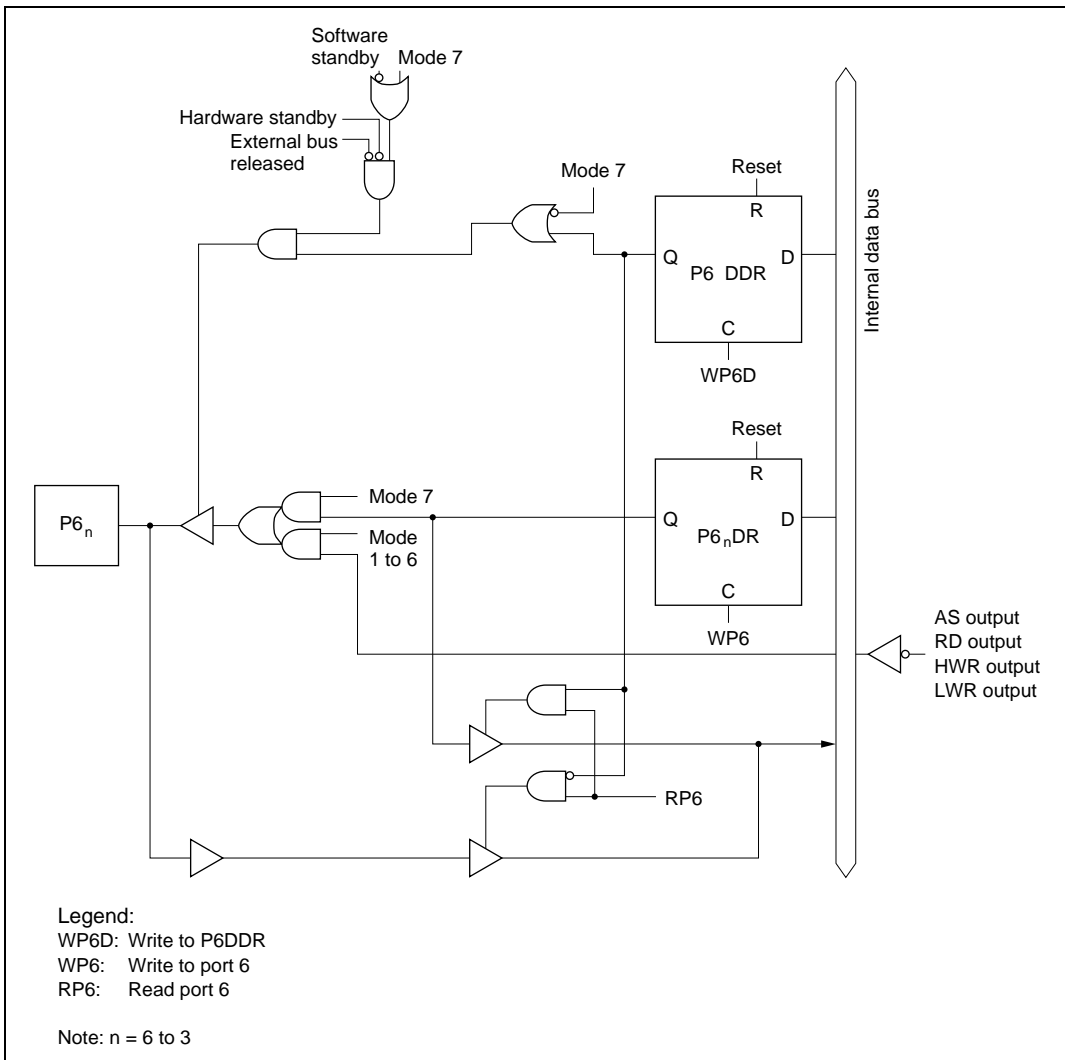 Software
standby
Mode 7
Hardware standby
External bus
released
Mode 7
Reset
R
Q
P6 DDR
D
C
WP6D
Internal data bus
Reset
R
P6n
Mode 7
Mode
1 to 6
Q
P6nDR
D
C
WP6
AS output
RD output
HWR output
LWR output
RP6
Legend:
WP6D: Write to P6DDR
WP6: Write to port 6
RP6: Read port 6
Note: n = 6 to 3